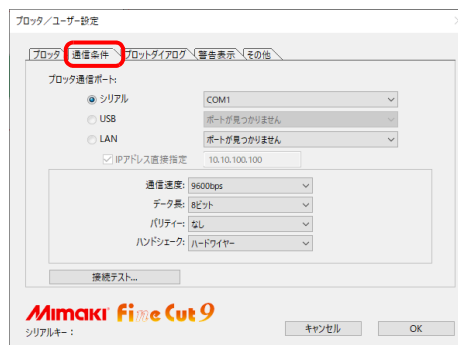 プロッタ／ユーザー設定
プロッタ 通信条件 プロットダイアログ 警告表示 その他
プロッタ通信ポート:
シリアル COM1
USB ポートが見つかりません
LAN ポートが見つかりません
IPアドレス直接指定 10.10.100.100
通信速度: 9600bps
データ長: 8ビット
パリティー: なし
ハンドシェーク: ハードワイヤー
接続テスト...
Mimaki Fine Cut 9
シリアルキー：
キャンセル OK